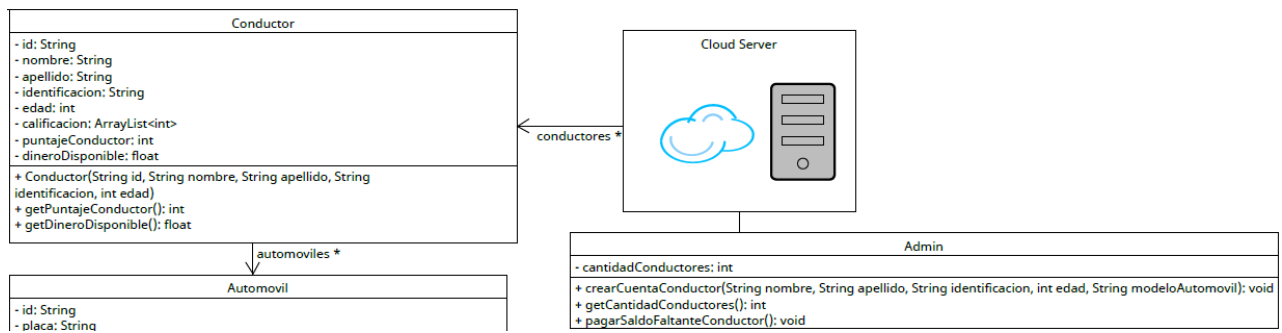 Conductor
- id: String
- nombre: String
- apellido: String
- identificacion: String
- edad: int
- calificacion: ArrayList<int>
- puntajeConductor: int
- dineroDisponible: float
+ Conductor(String id, String nombre, String apellido, String
identificacion, int edad)
+ getPuntajeConductor(): int
+ getDineroDisponible(): float
Cloud Server
conductores *
automoviles *
Automovil
- id: String
- placa: String
Admin
- cantidadConductores: int
+ crearCuentaConductor(String nombre, String apellido, String identificacion, int edad, String modeloAutomovil): void
+ getCantidadConductores(): int
+ pagarSaldoFaltanteConductor(): void